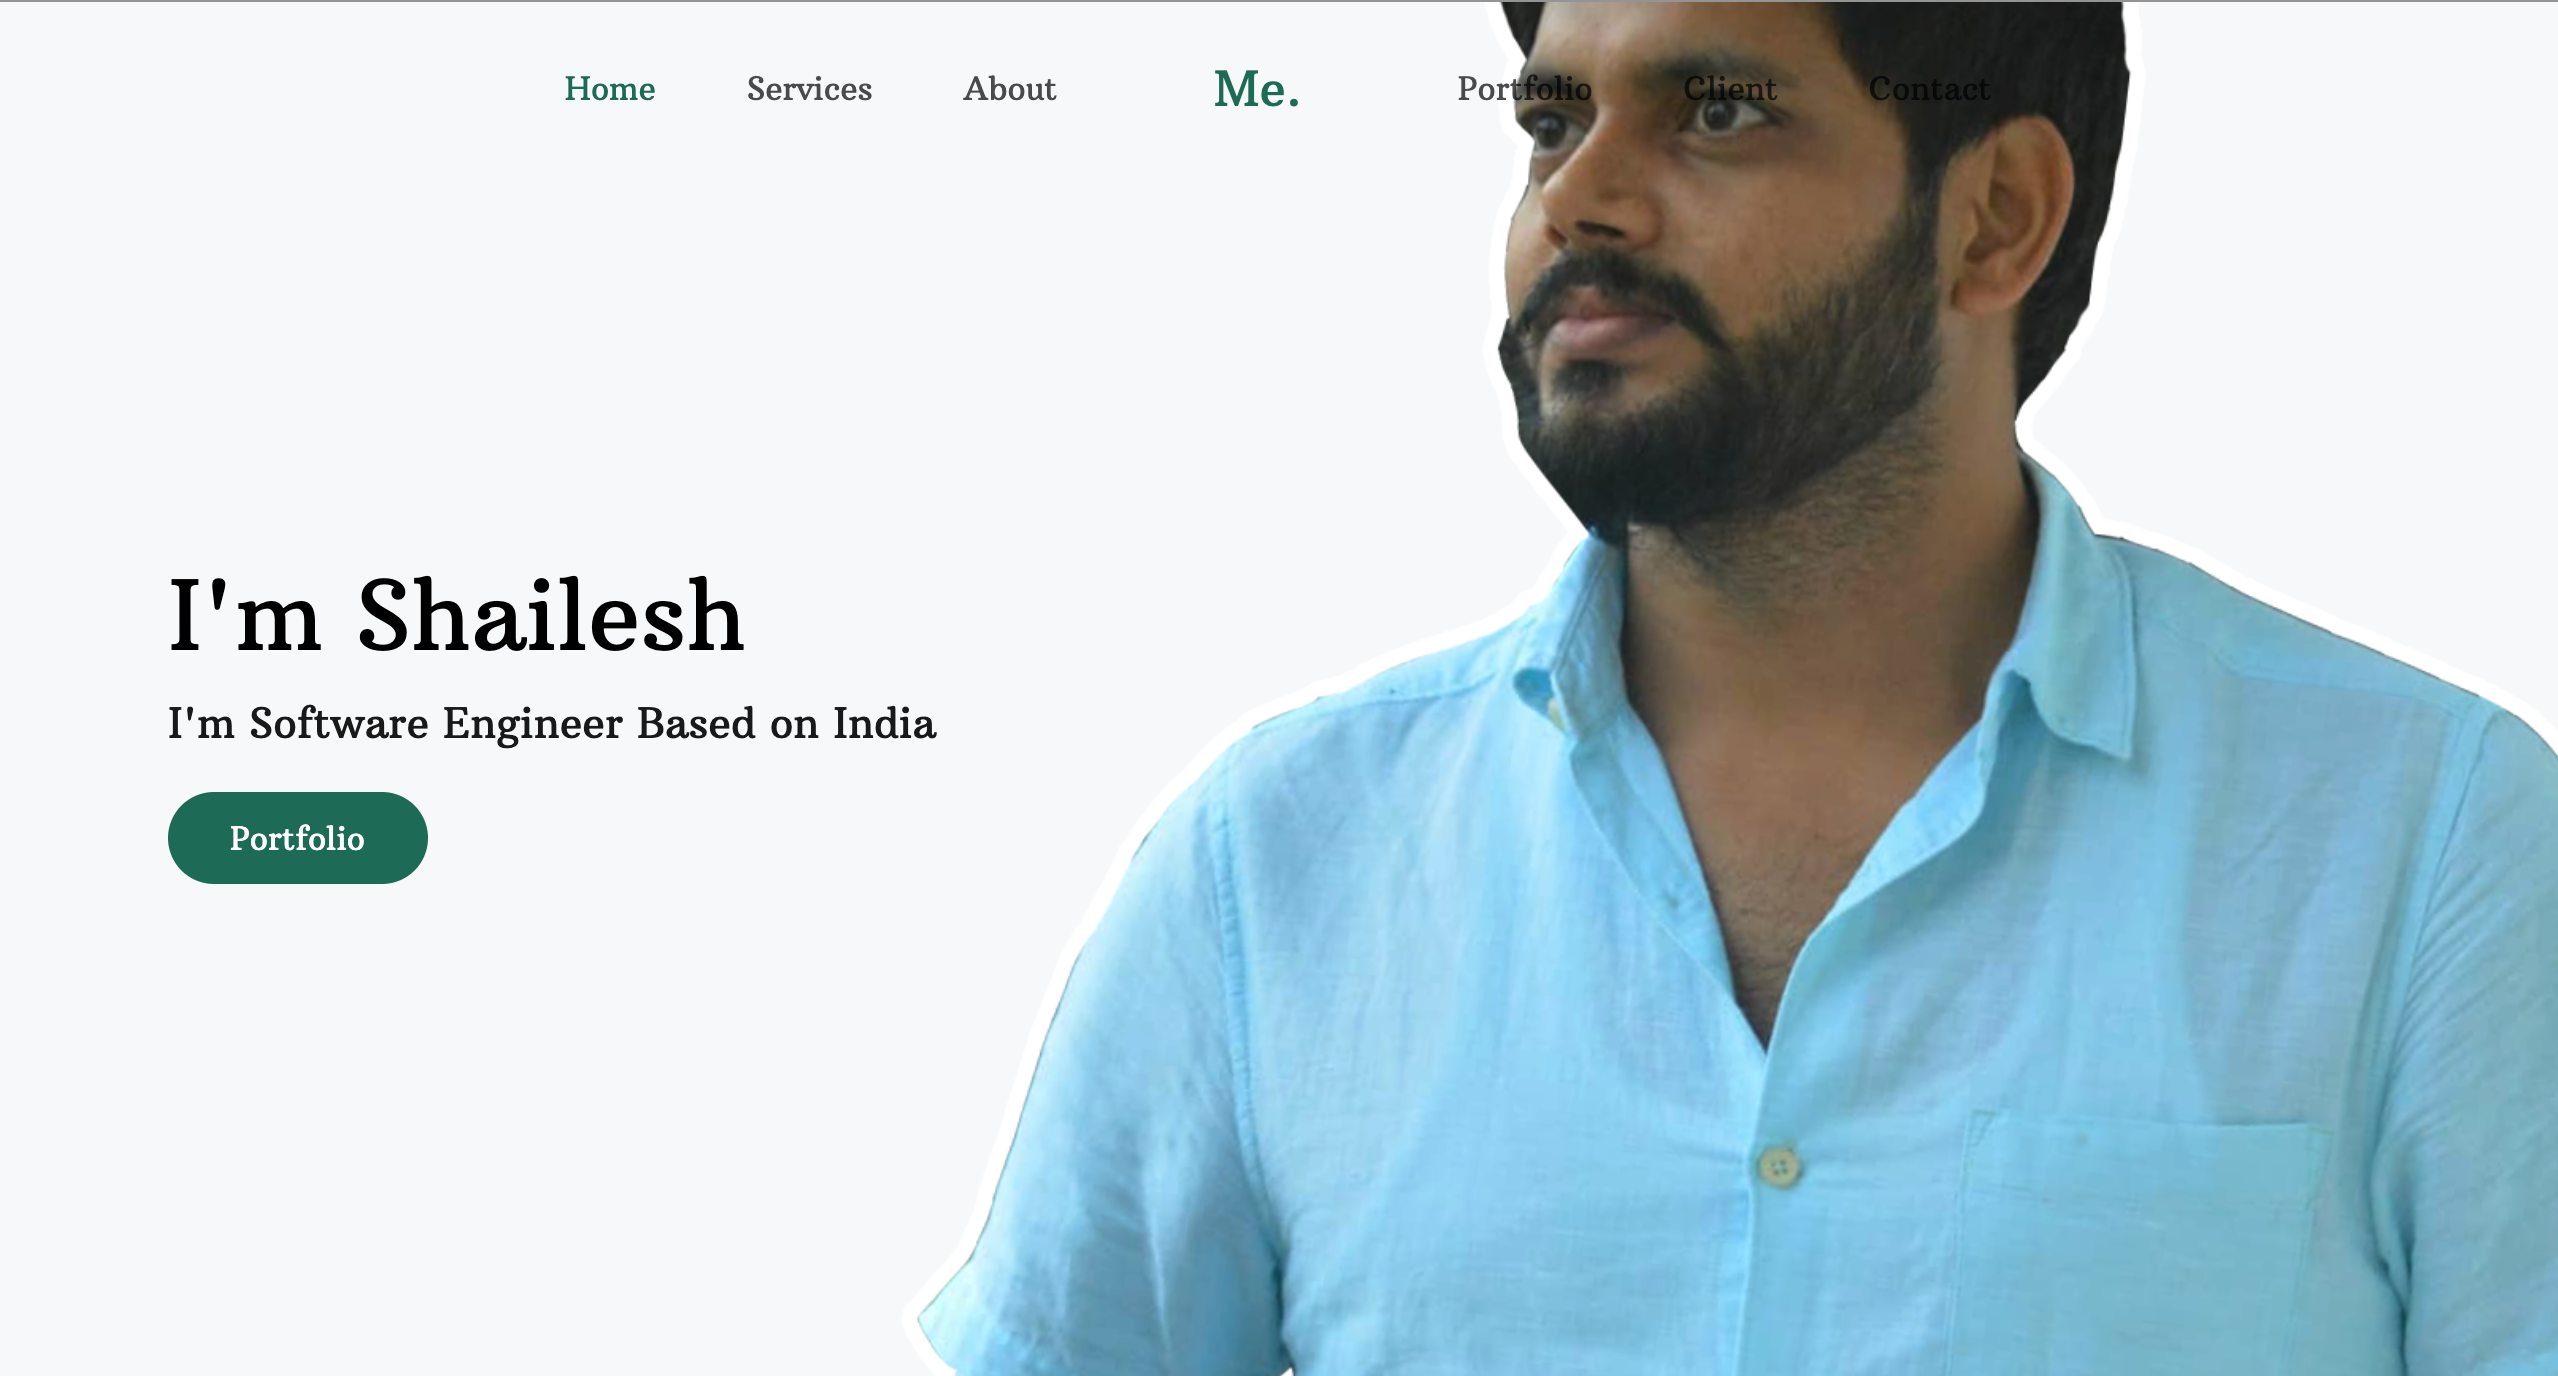 Home Services About Me. Portfolio Client Contact
I'm Shailesh
I'm Software Engineer Based on India
Portfolio